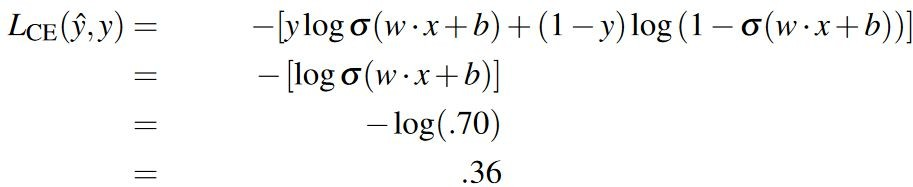 L_CE(ŷ, y) = −[y log σ(w·x+b) + (1−y) log (1−σ(w·x+b))]
= −[log σ(w·x+b)]
= −log(.70)
= .36